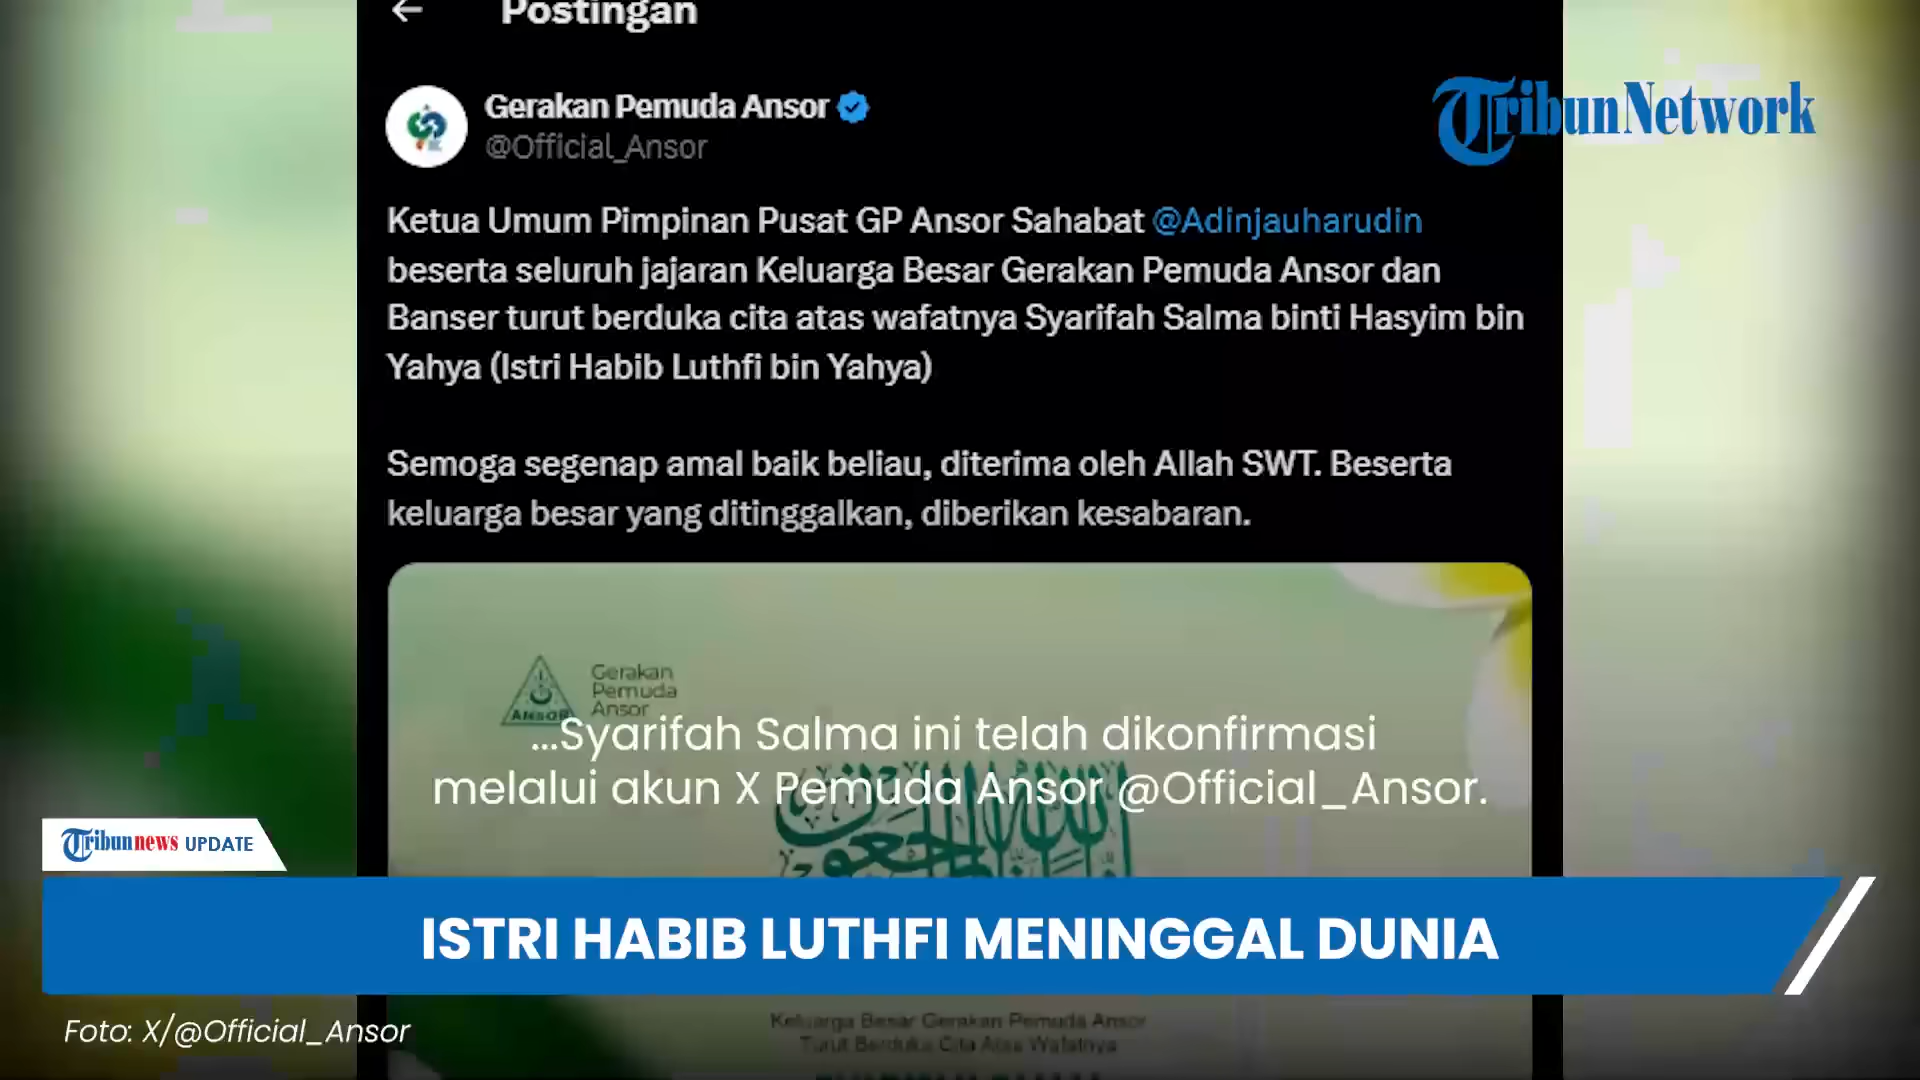 Postingan
Gerakan Pemuda Ansor
@Official_Ansor
TribunNetwork
Ketua Umum Pimpinan Pusat GP Ansor Sahabat @Adinjauharudin
beserta seluruh jajaran Keluarga Besar Gerakan Pemuda Ansor dan
Banser turut berduka cita atas wafatnya Syarifah Salma binti Hasyim bin
Yahya (Istri Habib Luthfi bin Yahya)
Semoga segenap amal baik beliau, diterima oleh Allah SWT. Beserta
keluarga besar yang ditinggalkan, diberikan kesabaran.
ANSOR
Gerakan
Pemuda
Ansor
...Syarifah Salma ini telah dikonfirmasi
melalui akun X Pemuda Ansor @Official_Ansor.
Tribunnews UPDATE
ISTRI HABIB LUTHFI MENINGGAL DUNIA
Foto: X/@Official_Ansor
Keluarga Besar Gerakan Pemuda Ansor
Turut Berduka Cita Atas Wafatnya